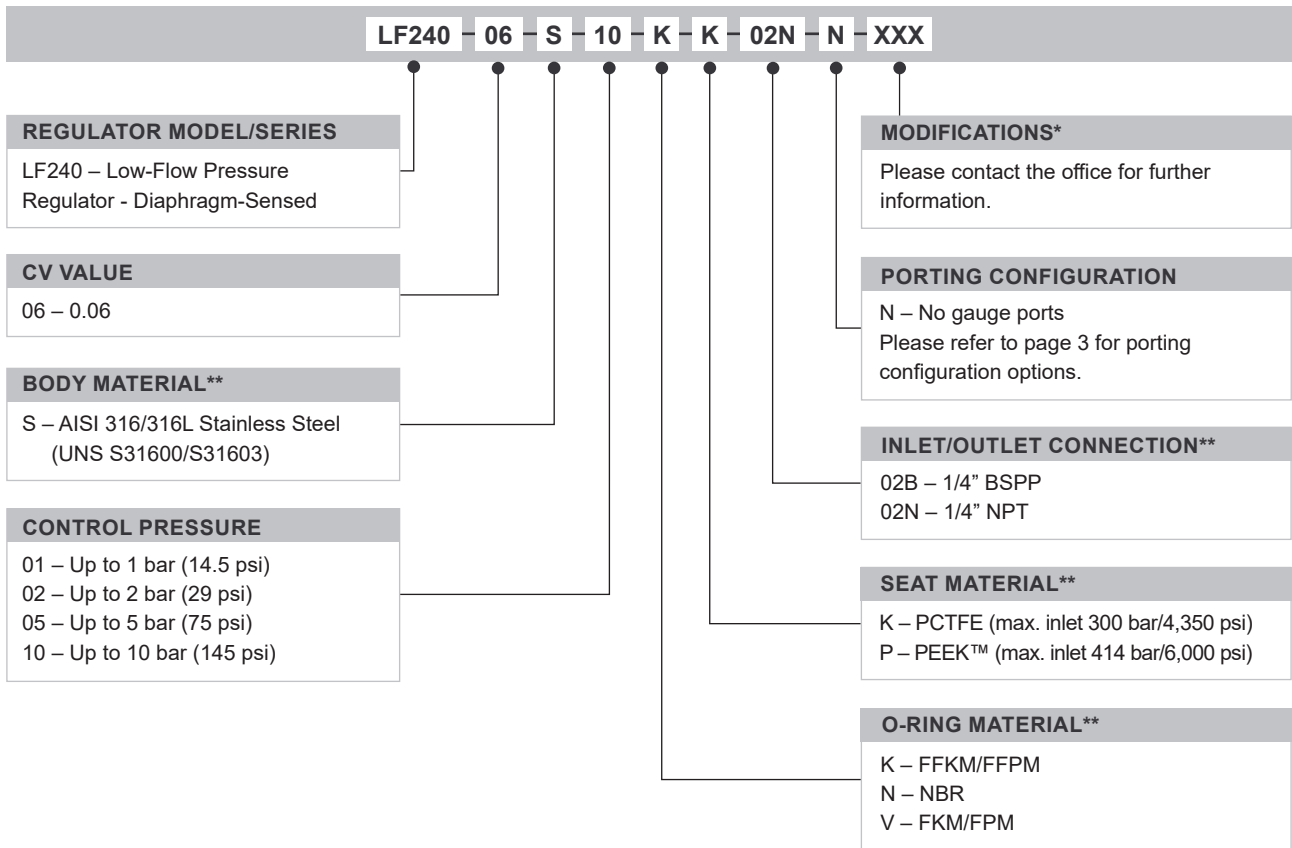 LF240 – 06 – S – 10 – K – K – 02N – N – XXX
REGULATOR MODEL/SERIES
LF240 – Low-Flow Pressure
Regulator - Diaphragm-Sensed
CV VALUE
06 – 0.06
BODY MATERIAL**
S – AISI 316/316L Stainless Steel
(UNS S31600/S31603)
CONTROL PRESSURE
01 – Up to 1 bar (14.5 psi)
02 – Up to 2 bar (29 psi)
05 – Up to 5 bar (75 psi)
10 – Up to 10 bar (145 psi)
MODIFICATIONS*
Please contact the office for further
information.
PORTING CONFIGURATION
N – No gauge ports
Please refer to page 3 for porting
configuration options.
INLET/OUTLET CONNECTION**
02B – 1/4” BSPP
02N – 1/4” NPT
SEAT MATERIAL**
K – PCTFE (max. inlet 300 bar/4,350 psi)
P – PEEK™ (max. inlet 414 bar/6,000 psi)
O-RING MATERIAL**
K – FFKM/FFPM
N – NBR
V – FKM/FPM